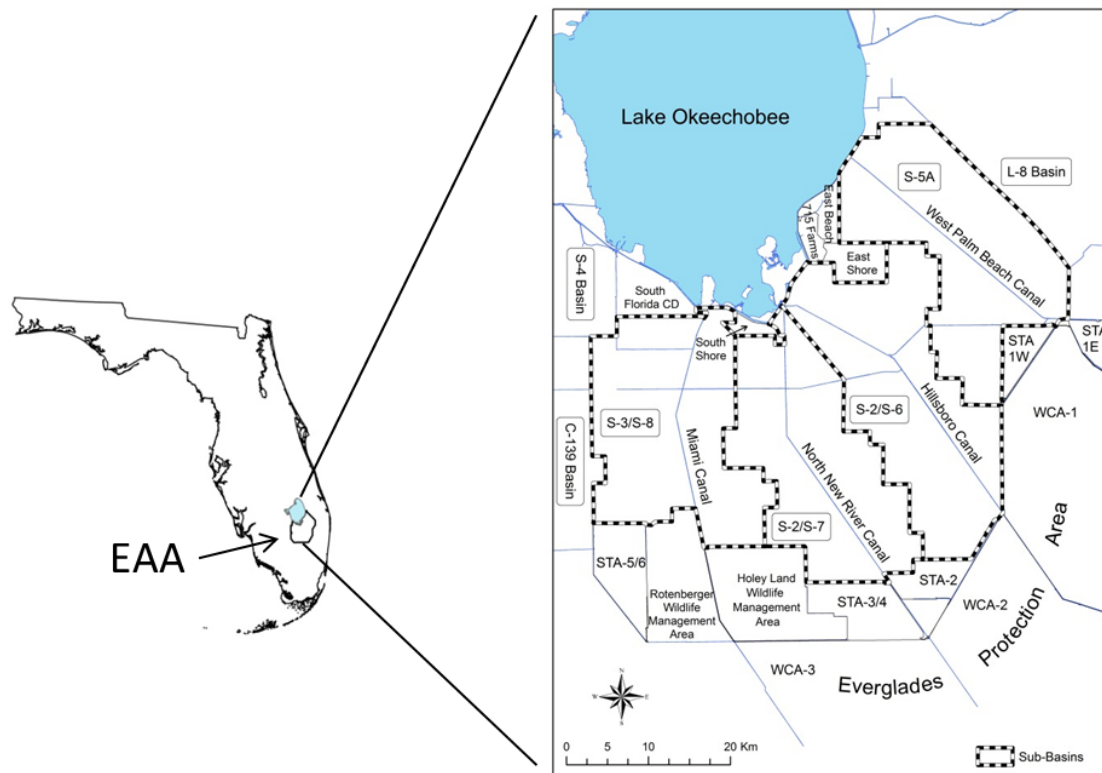 EAA
Lake Okeechobee
S-5A
L-8 Basin
West Palm Beach Canal
East Beach
715 Farms
East
Shore
S-4 Basin
South
Florida CD
South
Shore
STA
1W
STA
1E
WCA-1
Hillsboro Canal
S-2/S-6
S-3/S-8
Miami Canal
C-139 Basin
North New River Canal
S-2/S-7
STA-5/6
Rotenberger
Wildlife
Management
Area
Holey Land
Wildlife
Management
Area
STA-3/4
STA-2
WCA-2
WCA-3
Everglades
Protection
Area
N
W
E
S
0 5 10 20 Km
Sub-Basins